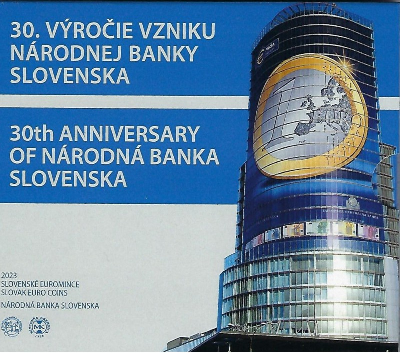 30. VÝROČIE VZNIKU
NÁRODNEJ BANKY
SLOVENSKA
30th ANNIVERSARY
OF NÁRODNÁ BANKA
SLOVENSKA
2023
SLOVENSKÉ EUROMINCE
SLOVAK EURO COINS
NÁRODNÁ BANKA SLOVENSKA
MK